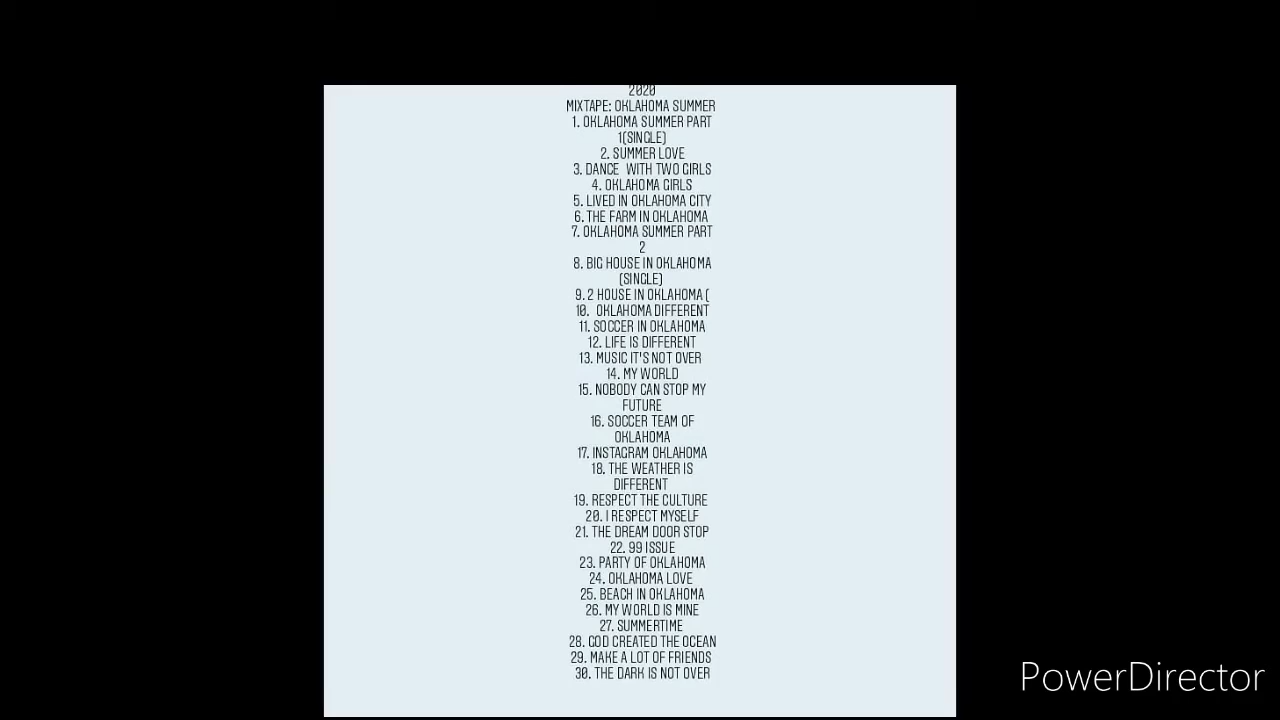 2020
MIXTAPE: OKLAHOMA SUMMER
1. OKLAHOMA SUMMER PART
1(SINGLE)
2. SUMMER LOVE
3. DANCE WITH TWO GIRLS
4. OKLAHOMA GIRLS
5. LIVED IN OKLAHOMA CITY
6. THE FARM IN OKLAHOMA
7. OKLAHOMA SUMMER PART
2
8. BIG HOUSE IN OKLAHOMA
(SINGLE)
9. 2 HOUSE IN OKLAHOMA (
10. OKLAHOMA DIFFERENT
11. SOCCER IN OKLAHOMA
12. LIFE IS DIFFERENT
13. MUSIC IT'S NOT OVER
14. MY WORLD
15. NOBODY CAN STOP MY
FUTURE
16. SOCCER TEAM OF
OKLAHOMA
17. INSTAGRAM OKLAHOMA
18. THE WEATHER IS
DIFFERENT
19. RESPECT THE CULTURE
20. I RESPECT MYSELF
21. THE DREAM DOOR STOP
22. 99 ISSUE
23. PARTY OF OKLAHOMA
24. OKLAHOMA LOVE
25. BEACH IN OKLAHOMA
26. MY WORLD IS MINE
27. SUMMERTIME
28. GOD CREATED THE OCEAN
29. MAKE A LOT OF FRIENDS
30. THE DARK IS NOT OVER
PowerDirector